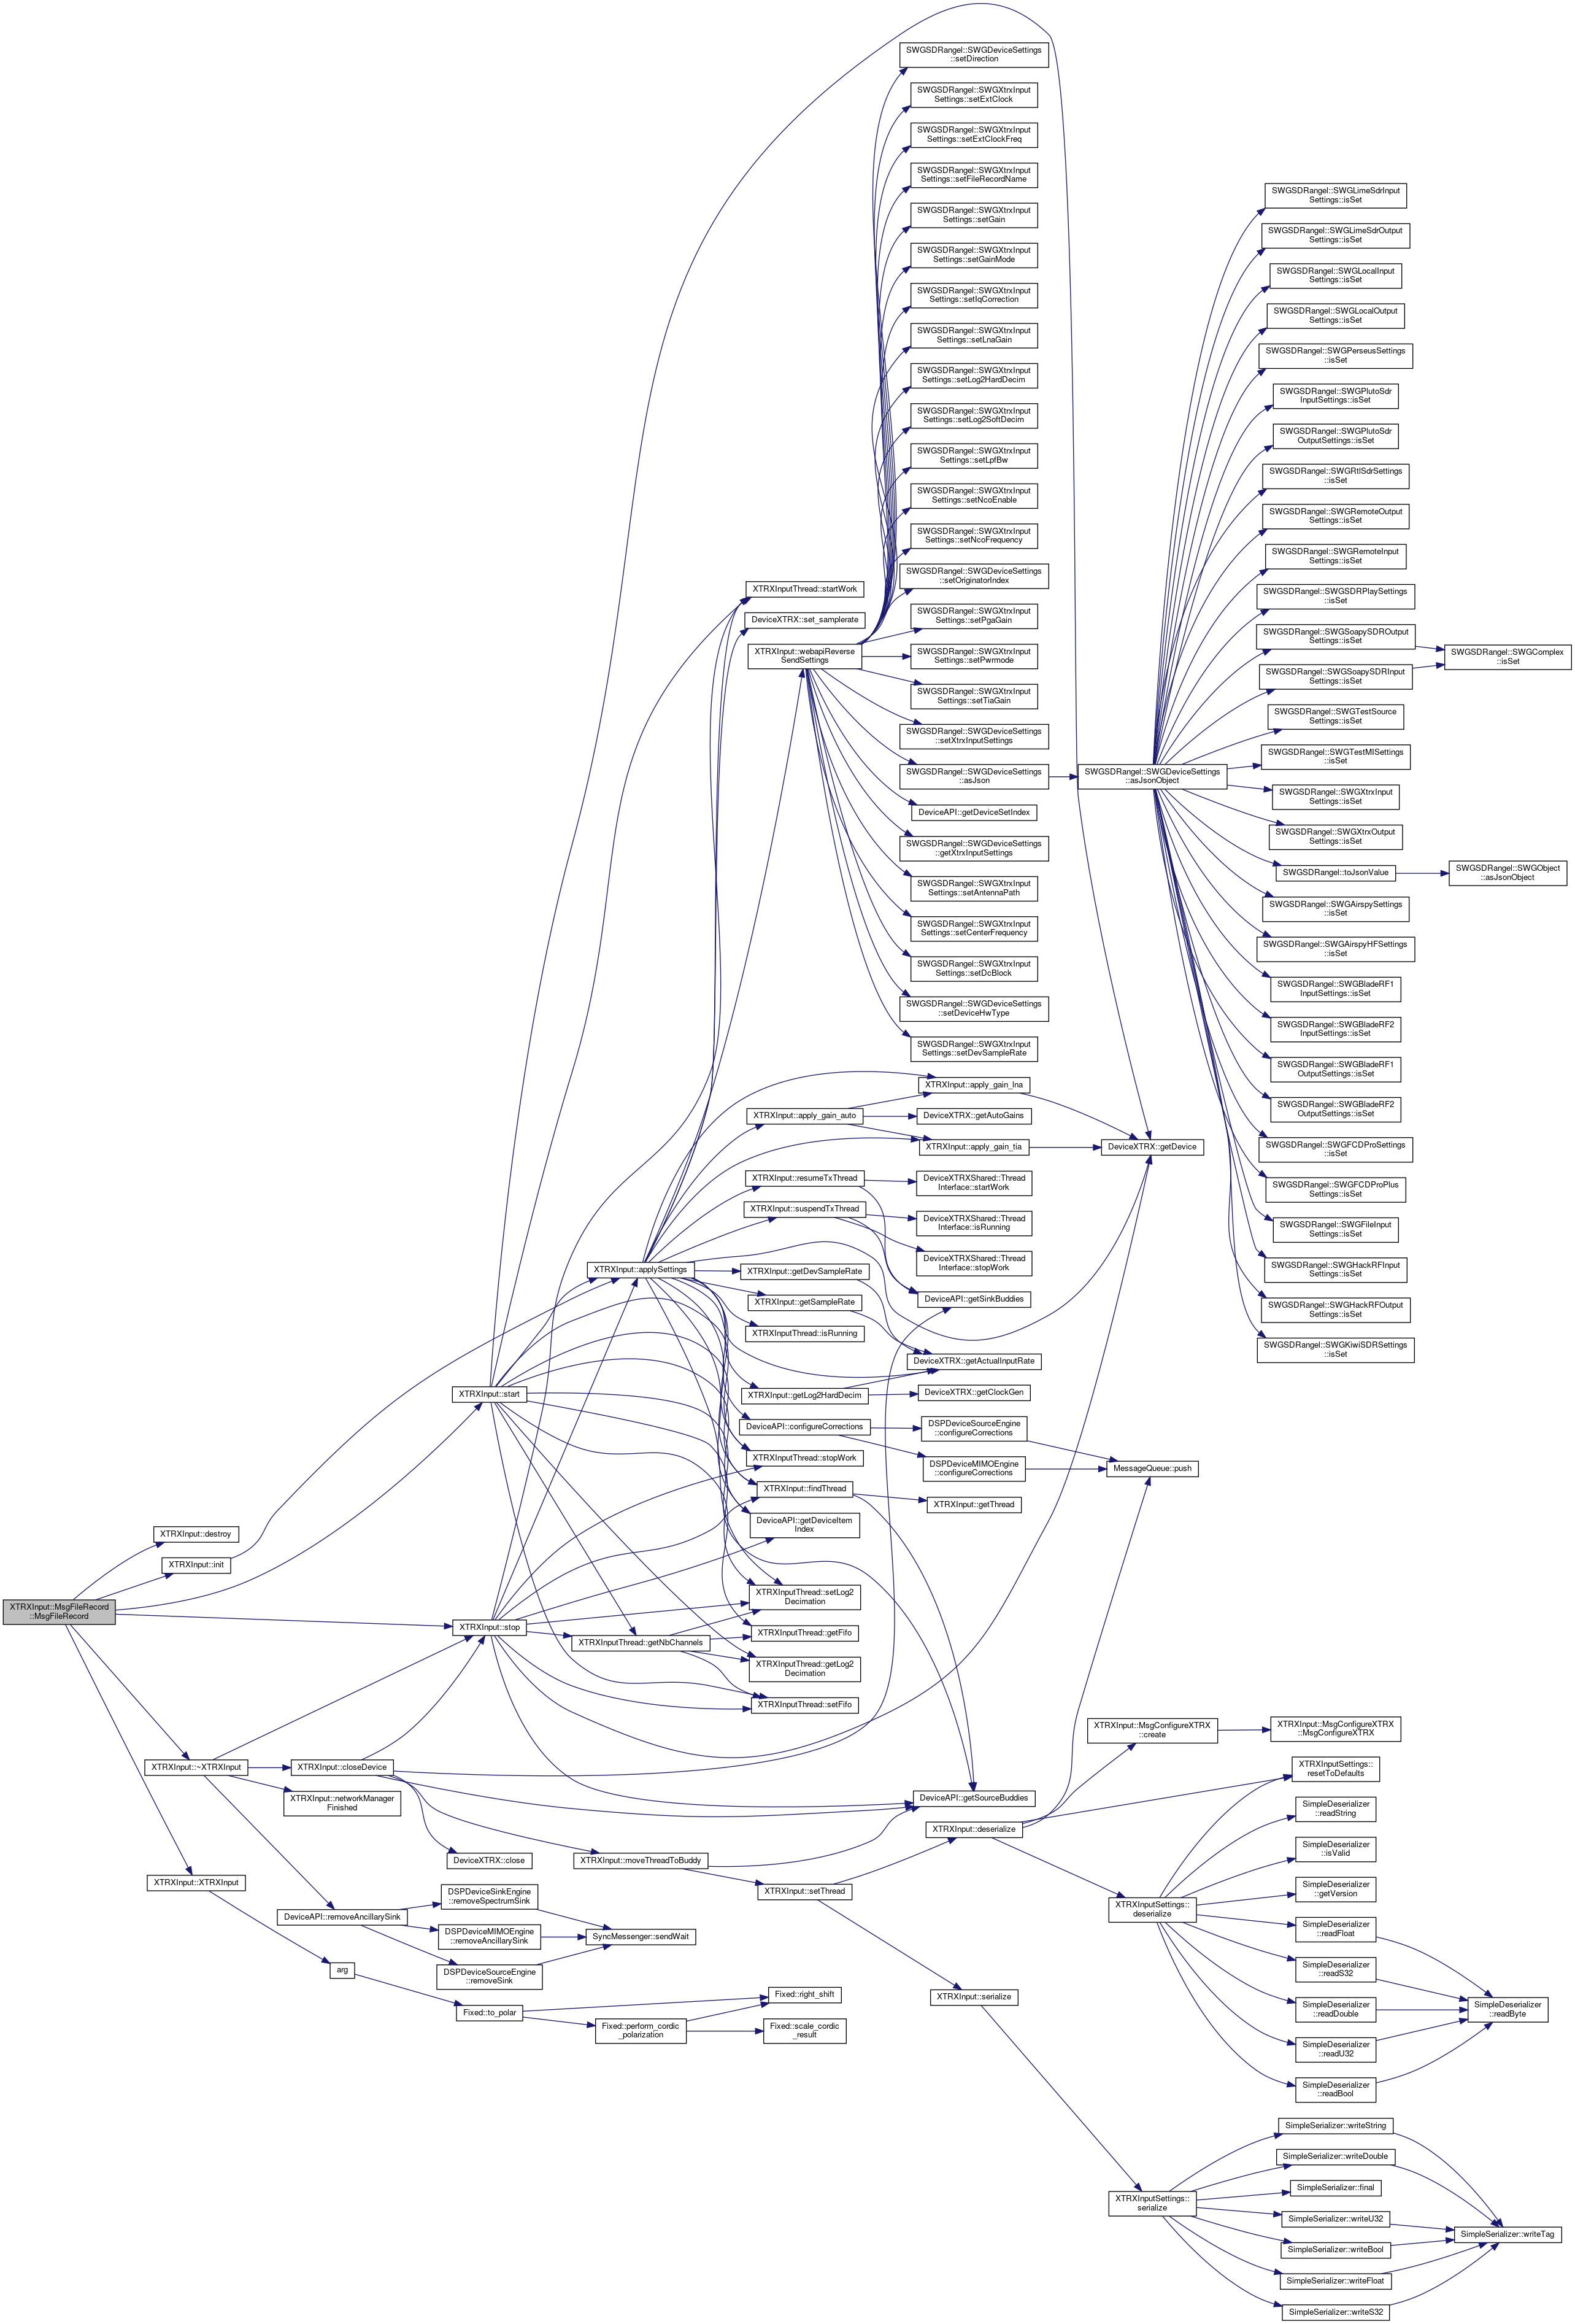 SWGSDRangel::SWGDeviceSettings
::setDirection
SWGSDRangel::SWGXtrxInput
Settings::setExtClock
SWGSDRangel::SWGXtrxInput
Settings::setExtClockFreq
SWGSDRangel::SWGXtrxInput
Settings::setFileRecordName
SWGSDRangel::SWGXtrxInput
Settings::setGain
SWGSDRangel::SWGXtrxInput
Settings::setGainMode
SWGSDRangel::SWGXtrxInput
Settings::setIqCorrection
SWGSDRangel::SWGXtrxInput
Settings::setLnaGain
SWGSDRangel::SWGXtrxInput
Settings::setLog2HardDecim
SWGSDRangel::SWGXtrxInput
Settings::setLog2SoftDecim
SWGSDRangel::SWGXtrxInput
Settings::setLpfBw
SWGSDRangel::SWGXtrxInput
Settings::setNcoEnable
SWGSDRangel::SWGXtrxInput
Settings::setNcoFrequency
SWGSDRangel::SWGDeviceSettings
::setOriginatorIndex
SWGSDRangel::SWGXtrxInput
Settings::setPgaGain
SWGSDRangel::SWGXtrxInput
Settings::setPwrmode
SWGSDRangel::SWGXtrxInput
Settings::setTiaGain
SWGSDRangel::SWGDeviceSettings
::setXtrxInputSettings
SWGSDRangel::SWGDeviceSettings
::asJson
DeviceAPI::getDeviceSetIndex
SWGSDRangel::SWGDeviceSettings
::getXtrxInputSettings
SWGSDRangel::SWGXtrxInput
Settings::setAntennaPath
SWGSDRangel::SWGXtrxInput
Settings::setCenterFrequency
SWGSDRangel::SWGXtrxInput
Settings::setDcBlock
SWGSDRangel::SWGDeviceSettings
::setDeviceHwType
SWGSDRangel::SWGXtrxInput
Settings::setDevSampleRate
SWGSDRangel::SWGLimeSdrInput
Settings::isSet
SWGSDRangel::SWGLimeSdrOutput
Settings::isSet
SWGSDRangel::SWGLocalInput
Settings::isSet
SWGSDRangel::SWGLocalOutput
Settings::isSet
SWGSDRangel::SWGPerseusSettings
::isSet
SWGSDRangel::SWGPlutoSdr
InputSettings::isSet
SWGSDRangel::SWGPlutoSdr
OutputSettings::isSet
SWGSDRangel::SWGRtlSdrSettings
::isSet
SWGSDRangel::SWGRemoteOutput
Settings::isSet
SWGSDRangel::SWGRemoteInput
Settings::isSet
SWGSDRangel::SWGSDRPlaySettings
::isSet
SWGSDRangel::SWGSoapySDROutput
Settings::isSet
SWGSDRangel::SWGSoapySDRInput
Settings::isSet
SWGSDRangel::SWGComplex
::isSet
SWGSDRangel::SWGTestSource
Settings::isSet
SWGSDRangel::SWGTestMISettings
::isSet
SWGSDRangel::SWGDeviceSettings
::asJsonObject
SWGSDRangel::SWGXtrxInput
Settings::isSet
SWGSDRangel::SWGXtrxOutput
Settings::isSet
SWGSDRangel::toJsonValue
SWGSDRangel::SWGObject
::asJsonObject
SWGSDRangel::SWGAirspySettings
::isSet
SWGSDRangel::SWGAirspyHFSettings
::isSet
SWGSDRangel::SWGBladeRF1
InputSettings::isSet
SWGSDRangel::SWGBladeRF2
InputSettings::isSet
SWGSDRangel::SWGBladeRF1
OutputSettings::isSet
SWGSDRangel::SWGBladeRF2
OutputSettings::isSet
SWGSDRangel::SWGFCDProSettings
::isSet
SWGSDRangel::SWGFCDProPlus
Settings::isSet
SWGSDRangel::SWGFileInput
Settings::isSet
SWGSDRangel::SWGHackRFInput
Settings::isSet
SWGSDRangel::SWGHackRFOutput
Settings::isSet
SWGSDRangel::SWGKiwiSDRSettings
::isSet
XTRXInputThread::startWork
DeviceXTRX::set_samplerate
XTRXInput::webapiReverse
SendSettings
XTRXInput::apply_gain_lna
XTRXInput::apply_gain_auto
DeviceXTRX::getAutoGains
XTRXInput::apply_gain_tia
DeviceXTRX::getDevice
XTRXInput::resumeTxThread
DeviceXTRXShared::Thread
Interface::startWork
XTRXInput::suspendTxThread
DeviceXTRXShared::Thread
Interface::isRunning
DeviceXTRXShared::Thread
Interface::stopWork
XTRXInput::applySettings
XTRXInput::getDevSampleRate
DeviceAPI::getSinkBuddies
XTRXInput::getSampleRate
XTRXInputThread::isRunning
DeviceXTRX::getActualInputRate
XTRXInput::start
XTRXInput::getLog2HardDecim
DeviceXTRX::getClockGen
DeviceAPI::configureCorrections
DSPDeviceSourceEngine
::configureCorrections
XTRXInputThread::stopWork
DSPDeviceMIMOEngine
::configureCorrections
MessageQueue::push
XTRXInput::findThread
XTRXInput::getThread
DeviceAPI::getDeviceItem
Index
XTRXInput::destroy
XTRXInput::init
XTRXInput::MsgFileRecord
::MsgFileRecord
XTRXInputThread::setLog2
Decimation
XTRXInput::stop
XTRXInputThread::getFifo
XTRXInputThread::getNbChannels
XTRXInputThread::getLog2
Decimation
XTRXInputThread::setFifo
XTRXInput::~XTRXInput
XTRXInput::closeDevice
XTRXInput::networkManager
Finished
DeviceAPI::getSourceBuddies
XTRXInput::MsgConfigureXTRX
::create
XTRXInput::MsgConfigureXTRX
::MsgConfigureXTRX
XTRXInputSettings::
resetToDefaults
XTRXInput::deserialize
SimpleDeserializer
::readString
SimpleDeserializer
::isValid
DeviceXTRX::close
XTRXInput::moveThreadToBuddy
XTRXInput::XTRXInput
XTRXInput::setThread
SimpleDeserializer
::getVersion
XTRXInputSettings::
deserialize
DeviceAPI::removeAncillarySink
DSPDeviceSinkEngine
::removeSpectrumSink
DSPDeviceMIMOEngine
::removeAncillarySink
SyncMessenger::sendWait
DSPDeviceSourceEngine
::removeSink
SimpleDeserializer
::readFloat
SimpleDeserializer
::readS32
SimpleDeserializer
::readDouble
SimpleDeserializer
::readByte
SimpleDeserializer
::readU32
SimpleDeserializer
::readBool
arg
Fixed::to_polar
Fixed::right_shift
Fixed::perform_cordic
_polarization
Fixed::scale_cordic
_result
XTRXInput::serialize
XTRXInputSettings::
serialize
SimpleSerializer::writeString
SimpleSerializer::writeDouble
SimpleSerializer::final
SimpleSerializer::writeU32
SimpleSerializer::writeTag
SimpleSerializer::writeBool
SimpleSerializer::writeFloat
SimpleSerializer::writeS32